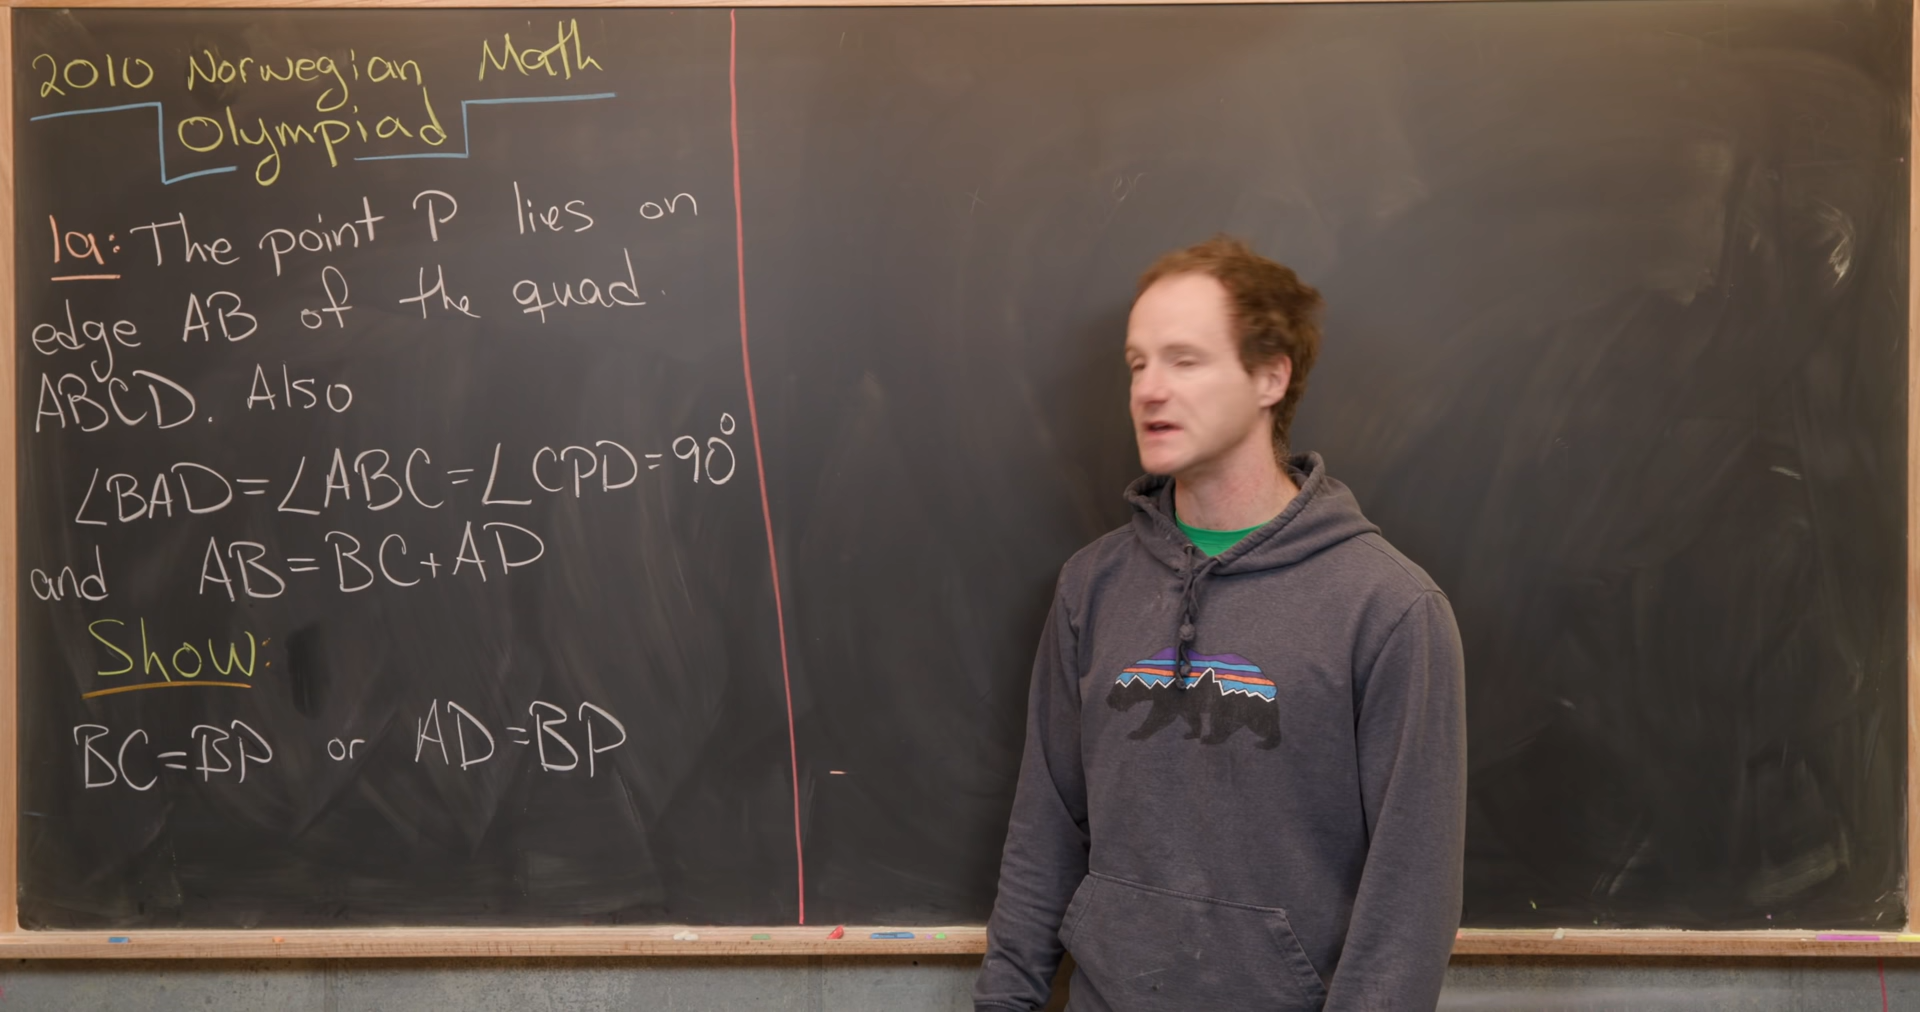 2010 Norwegian Math
Olympiad
1a: The point P lies on
edge AB of the quad.
ABCD. Also
∠BAD=∠ABC=∠CPD=90°
and AB=BC+AD
Show:
BC=BP or AD=BP